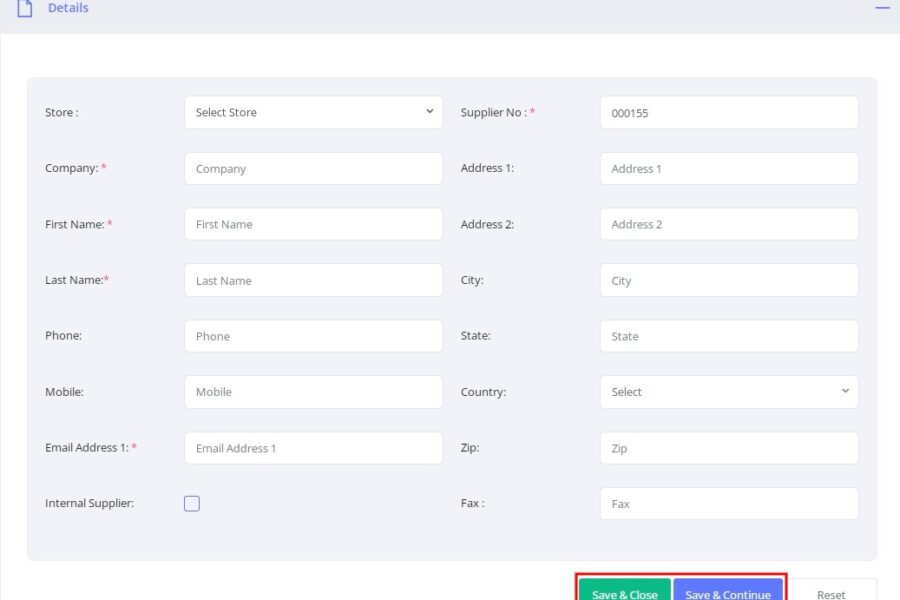 Details
Store :
Select Store
Supplier No : *
000155
Company: *
Company
Address 1:
Address 1
First Name: *
First Name
Address 2:
Address 2
Last Name:*
Last Name
City:
City
Phone:
Phone
State:
State
Mobile:
Mobile
Country:
Select
Email Address 1: *
Email Address 1
Zip:
Zip
Internal Supplier:
Fax :
Fax
Save & Close
Save & Continue
Reset